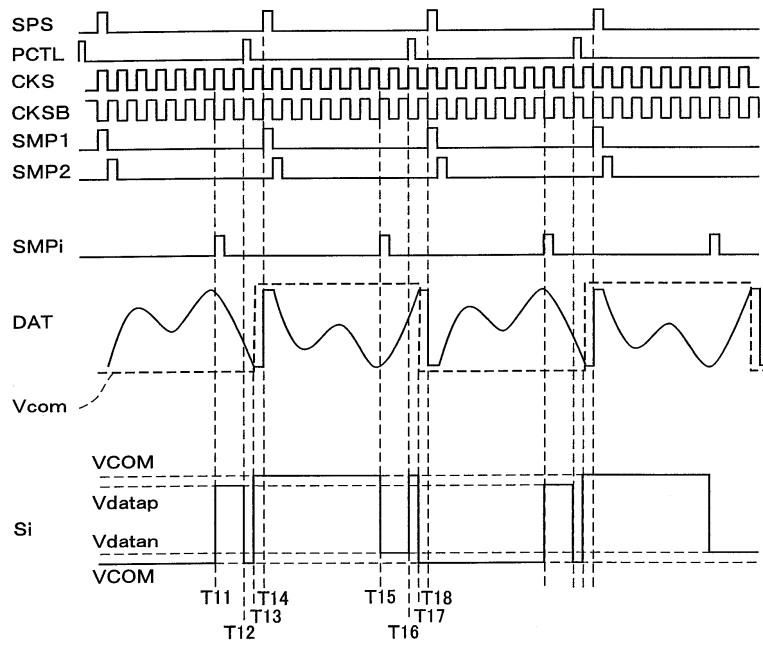 SPS
PCTL
CKS
CKSB
SMP1
SMP2
SMPi
DAT
Vcom
VCOM
Vdatap
Si
Vdatan
VCOM
T11 T14 T15 T18
T13 T17
T12 T16